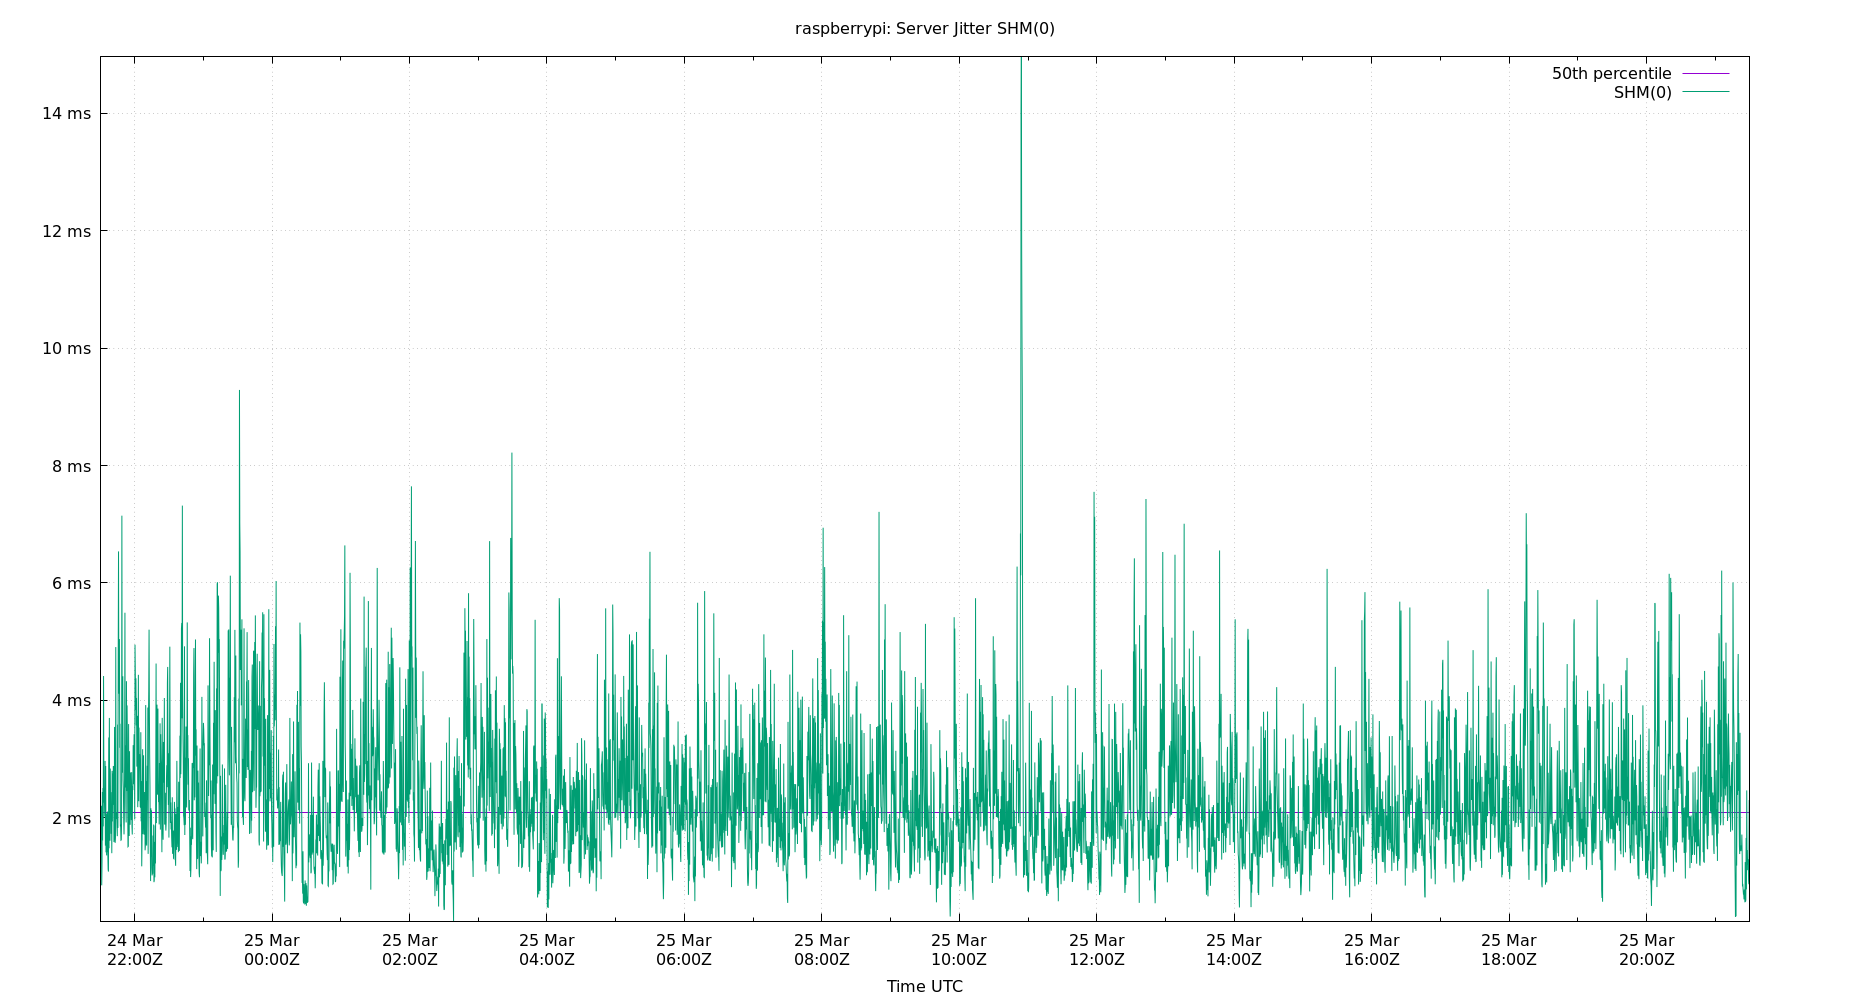 raspberrypi: Server Jitter SHM(0)
50th percentile
SHM(0)
14 ms
12 ms
10 ms
8 ms
6 ms
4 ms
2 ms
24 Mar 25 Mar 25 Mar 25 Mar 25 Mar 25 Mar 25 Mar 25 Mar 25 Mar 25 Mar 25 Mar 25 Mar
22:00Z 00:00Z 02:00Z 04:00Z 06:00Z 08:00Z 10:00Z 12:00Z 14:00Z 16:00Z 18:00Z 20:00Z
Time UTC